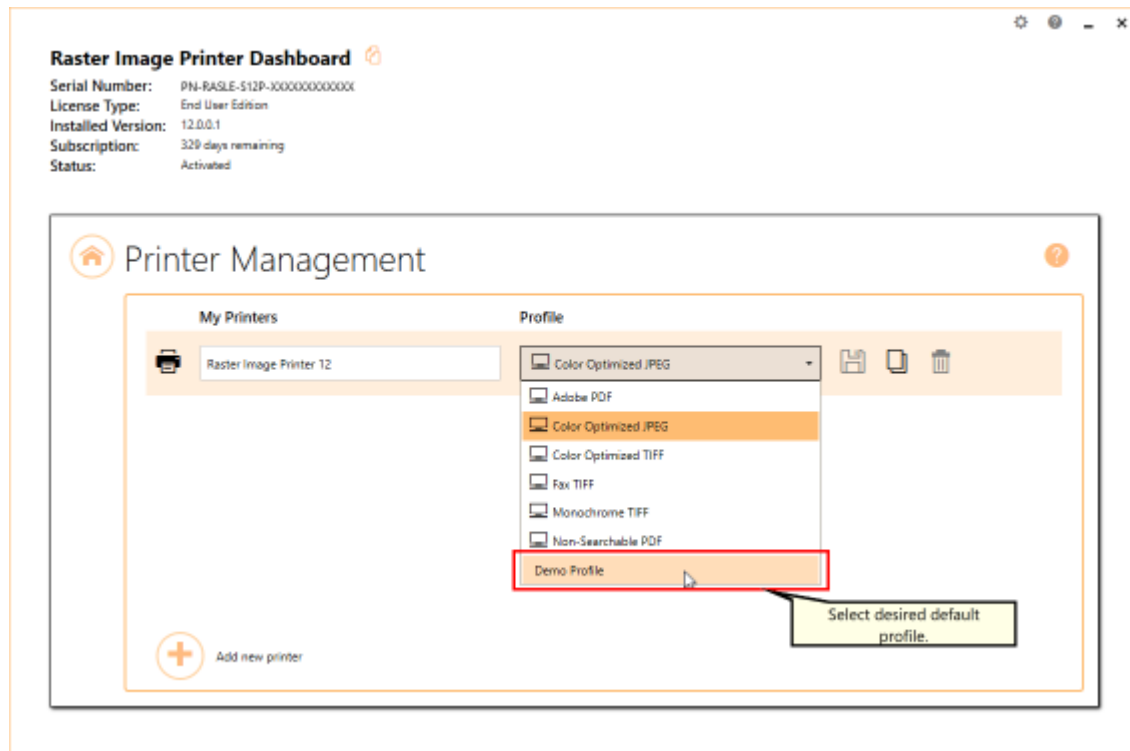 Raster Image Printer Dashboard
Serial Number: PN-RASLE-S12P-XXXXXXXXXXXX
License Type: End User Edition
Installed Version: 12.0.0.1
Subscription: 329 days remaining
Status: Activated
Printer Management
My Printers Profile
Raster Image Printer 12 Color Optimized JPEG
Adobe PDF
Color Optimized JPEG
Color Optimized TIFF
Fax TIFF
Monochrome TIFF
Non-Searchable PDF
Demo Profile
Select desired default
profile.
Add new printer